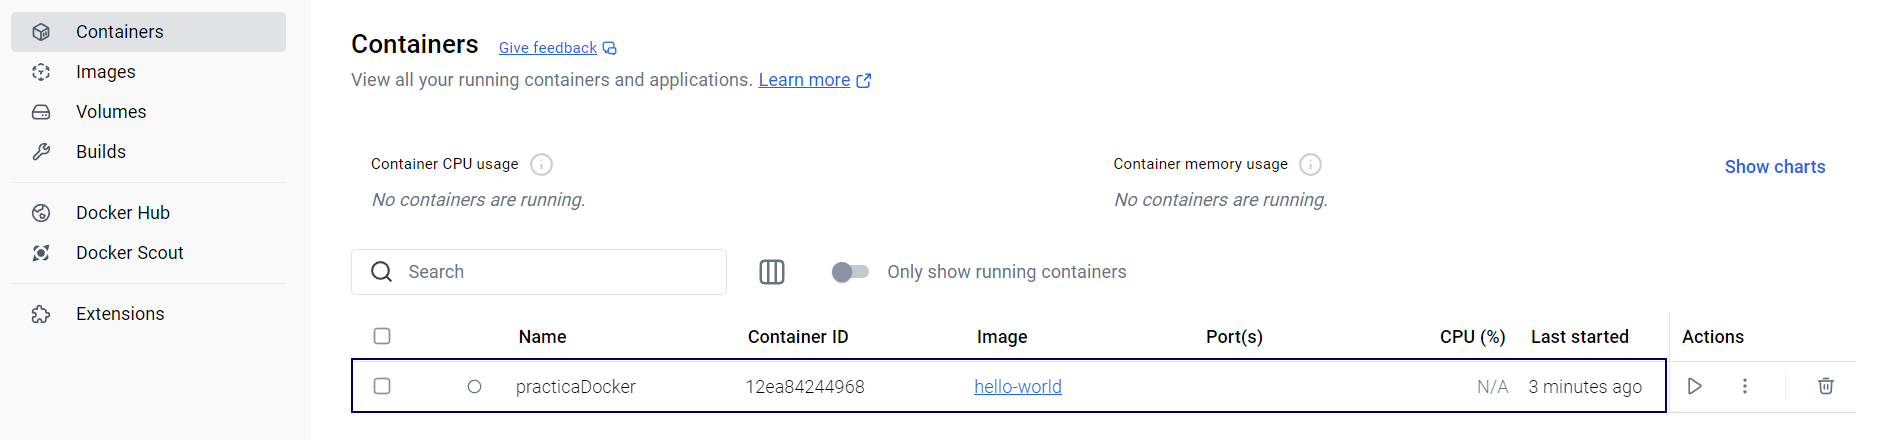 Containers
Images
Volumes
Builds
Docker Hub
Docker Scout
Extensions
Containers Give feedback
View all your running containers and applications. Learn more
Container CPU usage
No containers are running.
Container memory usage
No containers are running.
Show charts
Search
Only show running containers
Name Container ID Image Port(s) CPU (%) Last started Actions
practicaDocker 12ea84244968 hello-world N/A 3 minutes ago